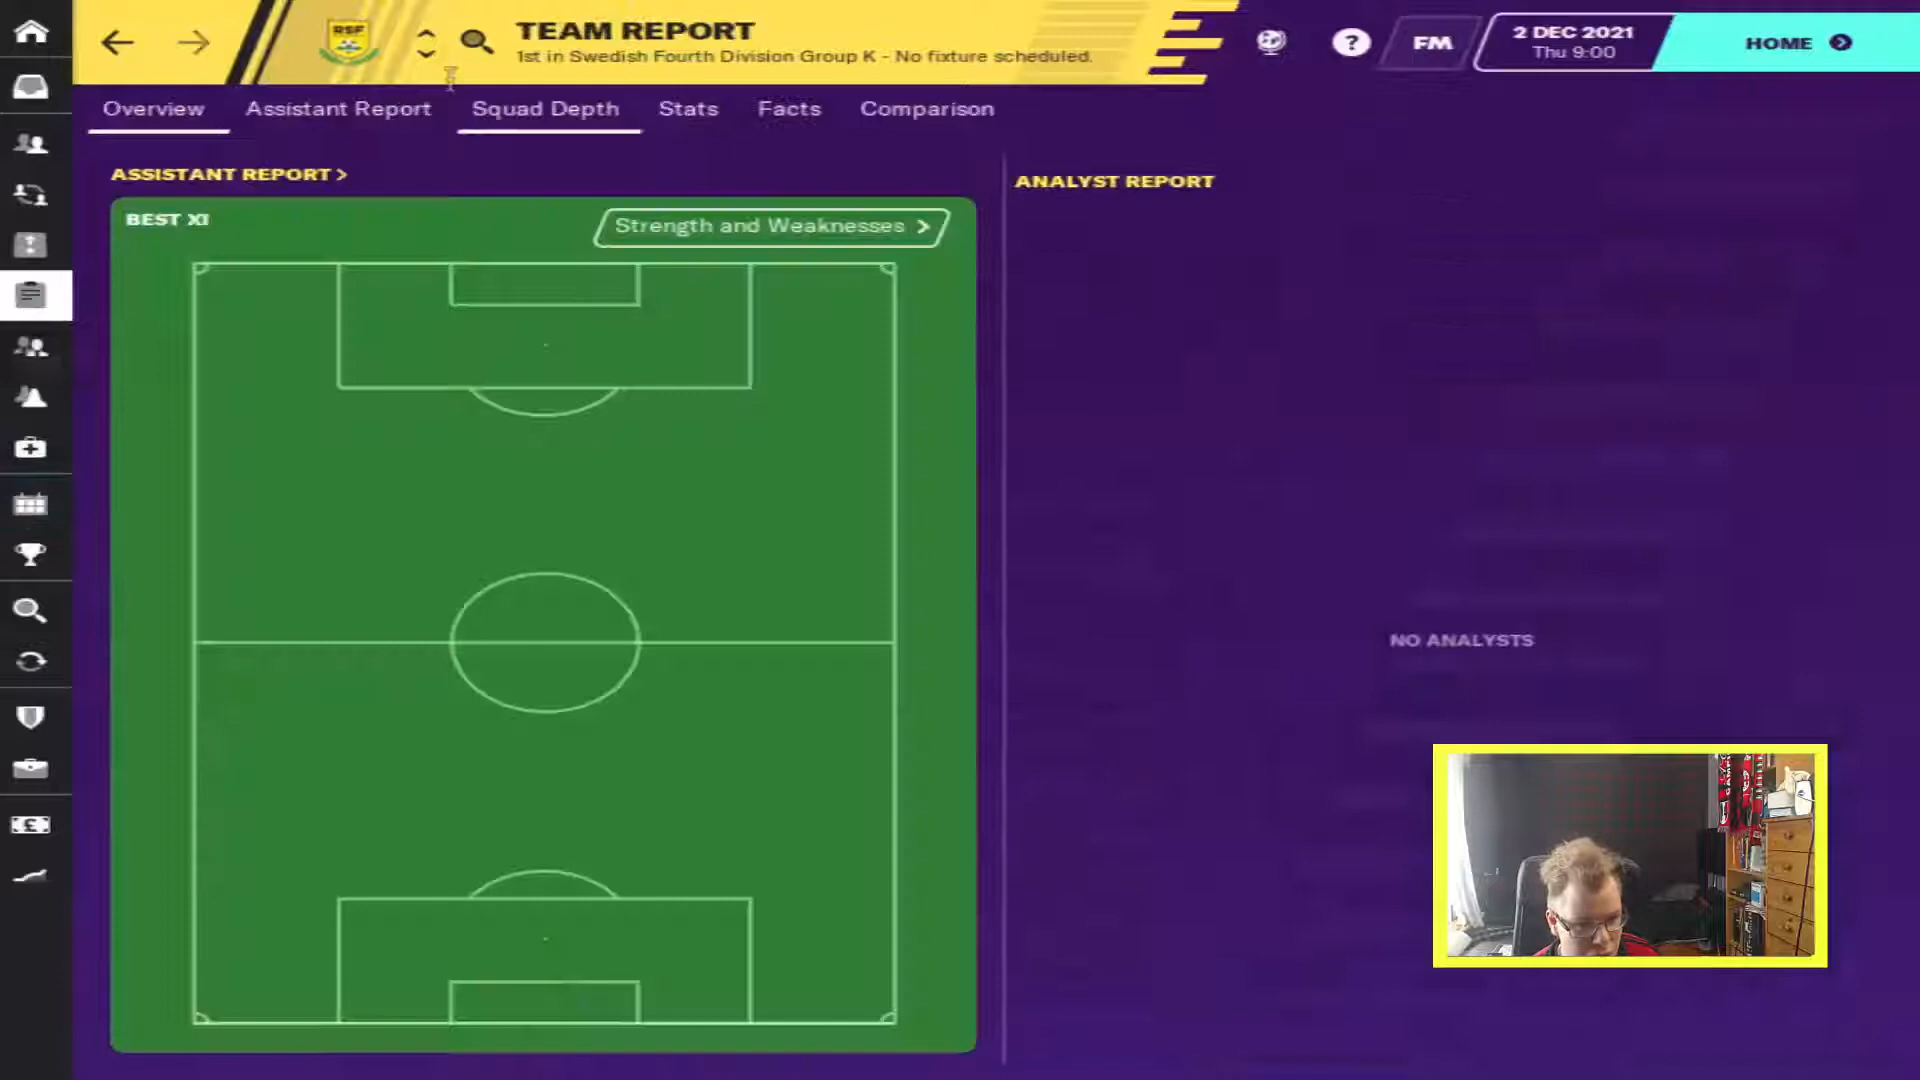 RSF
TEAM REPORT
1st in Swedish Fourth Division Group K - No fixture scheduled.
?
FM
2 DEC 2021
Thu 9:00
HOME
Overview
Assistant Report
Squad Depth
Stats
Facts
Comparison
ASSISTANT REPORT >
ANALYST REPORT
BEST XI
Strength and Weaknesses >
NO ANALYSTS